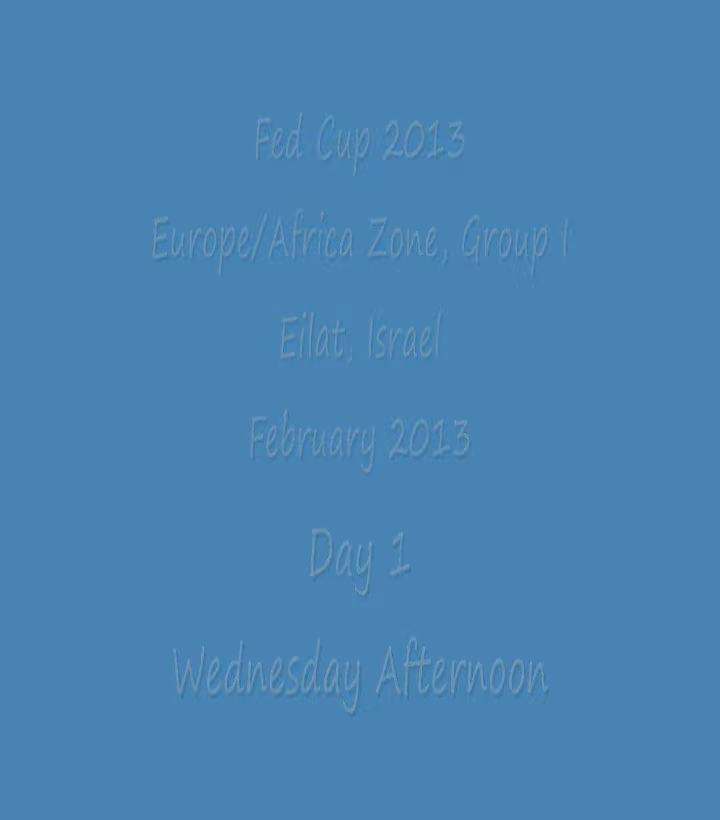 Fed Cup 2013
Europe/Africa Zone, Group I
Eilat, Israel
February 2013
Day 1
Wednesday Afternoon